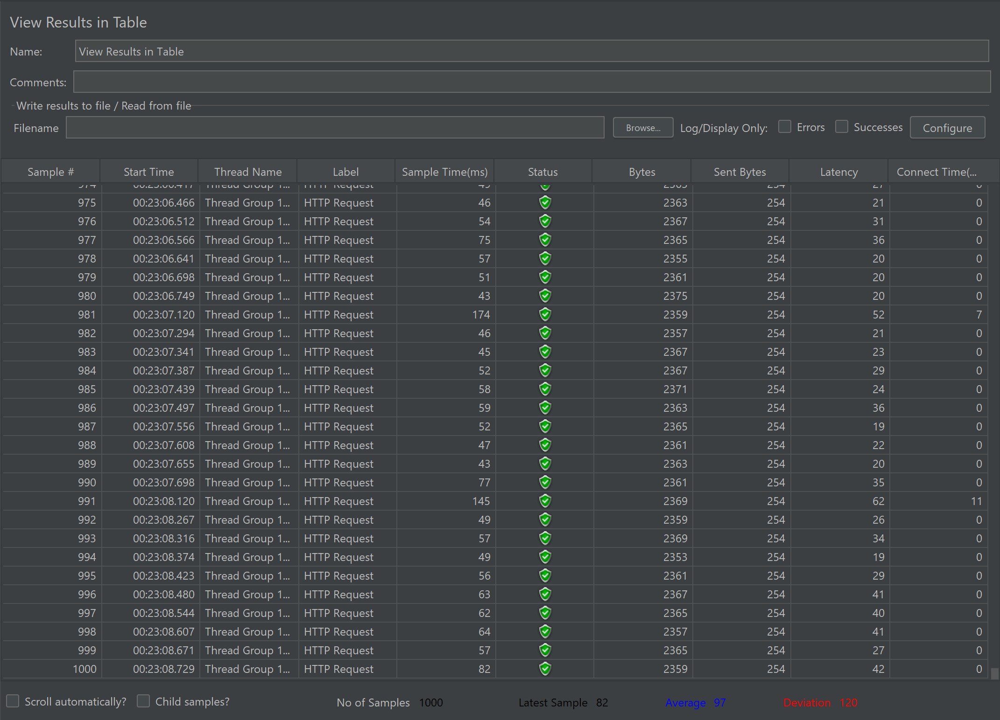 View Results in Table
Name: View Results in Table
Comments:
Write results to file / Read from file
Filename Browse... Log/Display Only: Errors Successes Configure
Sample # Start Time Thread Name Label Sample Time(ms) Status Bytes Sent Bytes Latency Connect Time(...
974 00:23:06.417 Thread Group 1... HTTP Request 49 2363 254 27 0
975 00:23:06.466 Thread Group 1... HTTP Request 46 2363 254 21 0
976 00:23:06.512 Thread Group 1... HTTP Request 54 2367 254 31 0
977 00:23:06.566 Thread Group 1... HTTP Request 75 2365 254 36 0
978 00:23:06.641 Thread Group 1... HTTP Request 57 2355 254 20 0
979 00:23:06.698 Thread Group 1... HTTP Request 51 2361 254 20 0
980 00:23:06.749 Thread Group 1... HTTP Request 43 2375 254 20 0
981 00:23:07.120 Thread Group 1... HTTP Request 174 2359 254 52 7
982 00:23:07.294 Thread Group 1... HTTP Request 46 2357 254 21 0
983 00:23:07.341 Thread Group 1... HTTP Request 45 2367 254 23 0
984 00:23:07.387 Thread Group 1... HTTP Request 52 2367 254 29 0
985 00:23:07.439 Thread Group 1... HTTP Request 58 2371 254 24 0
986 00:23:07.497 Thread Group 1... HTTP Request 59 2363 254 36 0
987 00:23:07.556 Thread Group 1... HTTP Request 52 2365 254 19 0
988 00:23:07.608 Thread Group 1... HTTP Request 47 2361 254 22 0
989 00:23:07.655 Thread Group 1... HTTP Request 43 2363 254 20 0
990 00:23:07.698 Thread Group 1... HTTP Request 77 2361 254 35 0
991 00:23:08.120 Thread Group 1... HTTP Request 145 2369 254 62 11
992 00:23:08.267 Thread Group 1... HTTP Request 49 2359 254 26 0
993 00:23:08.316 Thread Group 1... HTTP Request 57 2369 254 34 0
994 00:23:08.374 Thread Group 1... HTTP Request 49 2353 254 19 0
995 00:23:08.423 Thread Group 1... HTTP Request 56 2361 254 29 0
996 00:23:08.480 Thread Group 1... HTTP Request 63 2367 254 41 0
997 00:23:08.544 Thread Group 1... HTTP Request 62 2365 254 40 0
998 00:23:08.607 Thread Group 1... HTTP Request 64 2357 254 41 0
999 00:23:08.671 Thread Group 1... HTTP Request 57 2365 254 27 0
1000 00:23:08.729 Thread Group 1... HTTP Request 82 2359 254 42 0
Scroll automatically? Child samples? No of Samples 1000 Latest Sample 82 Average 97 Deviation 120